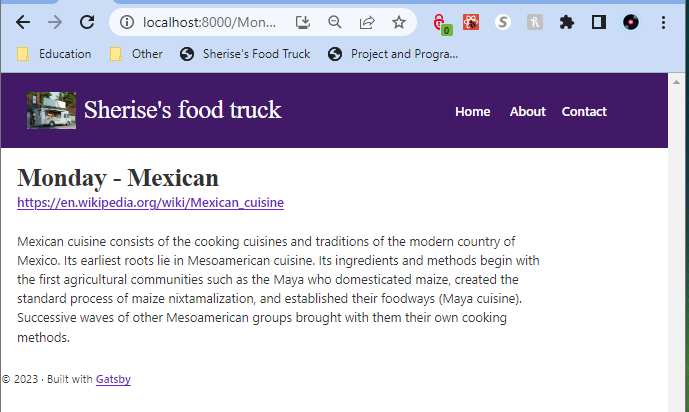 localhost:8000/Mon...
0
Education
Other
Sherise's Food Truck
Project and Progra...
Sherise's food truck
Home
About
Contact
Monday - Mexican
https://en.wikipedia.org/wiki/Mexican_cuisine
Mexican cuisine consists of the cooking cuisines and traditions of the modern country of
Mexico. Its earliest roots lie in Mesoamerican cuisine. Its ingredients and methods begin with
the first agricultural communities such as the Maya who domesticated maize, created the
standard process of maize nixtamalization, and established their foodways (Maya cuisine).
Successive waves of other Mesoamerican groups brought with them their own cooking
methods.
© 2023 · Built with Gatsby